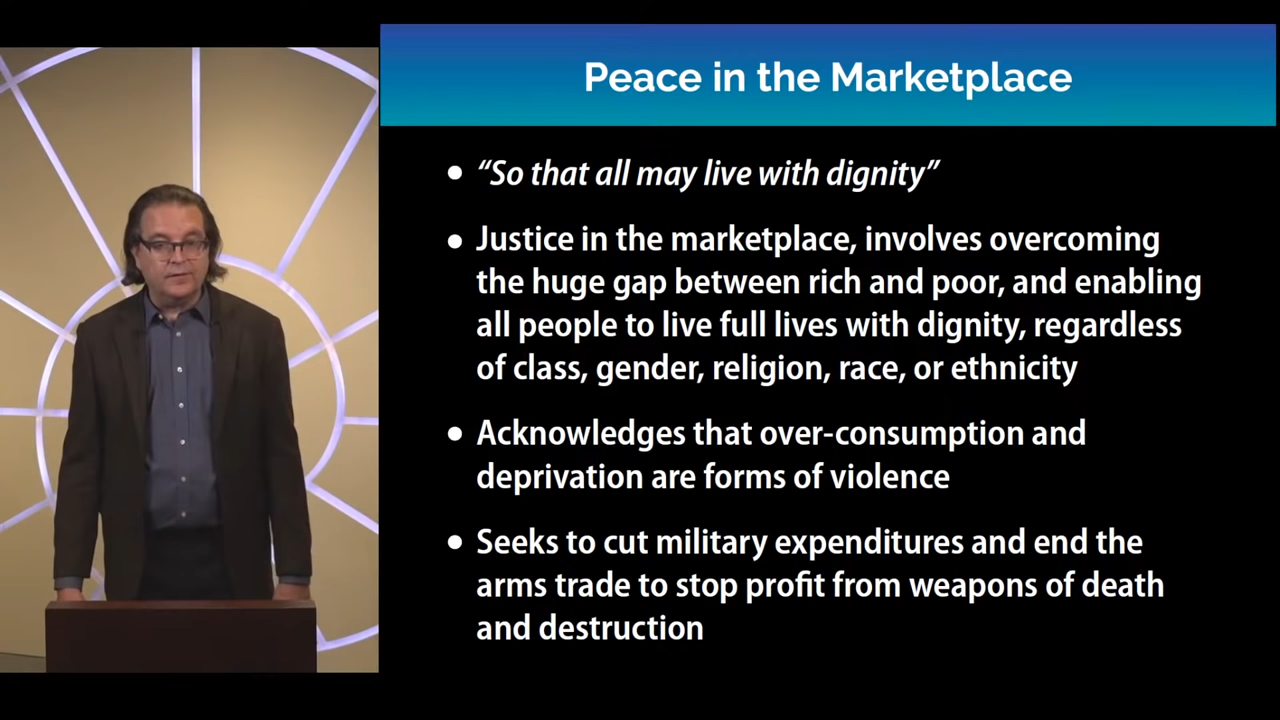 Peace in the Marketplace
• “So that all may live with dignity”
• Justice in the marketplace, involves overcoming
the huge gap between rich and poor, and enabling
all people to live full lives with dignity, regardless
of class, gender, religion, race, or ethnicity
• Acknowledges that over-consumption and
deprivation are forms of violence
• Seeks to cut military expenditures and end the
arms trade to stop profit from weapons of death
and destruction